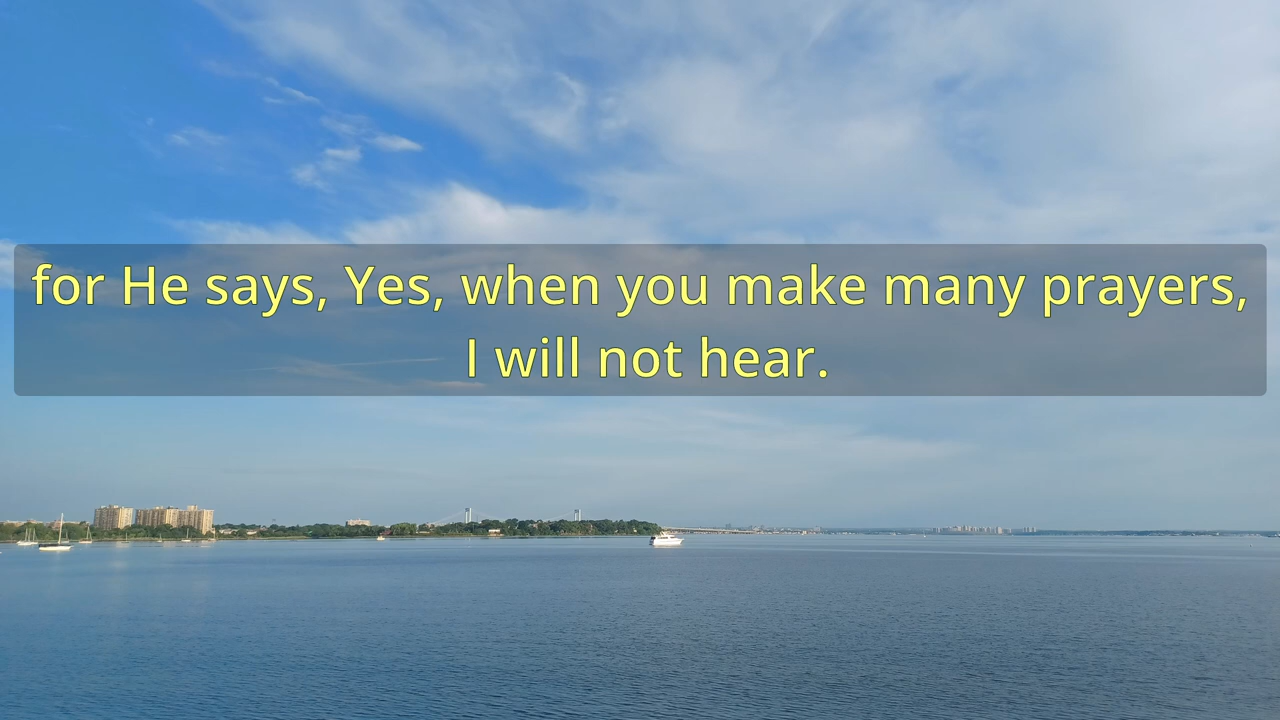 for He says, Yes, when you make many prayers,
I will not hear.